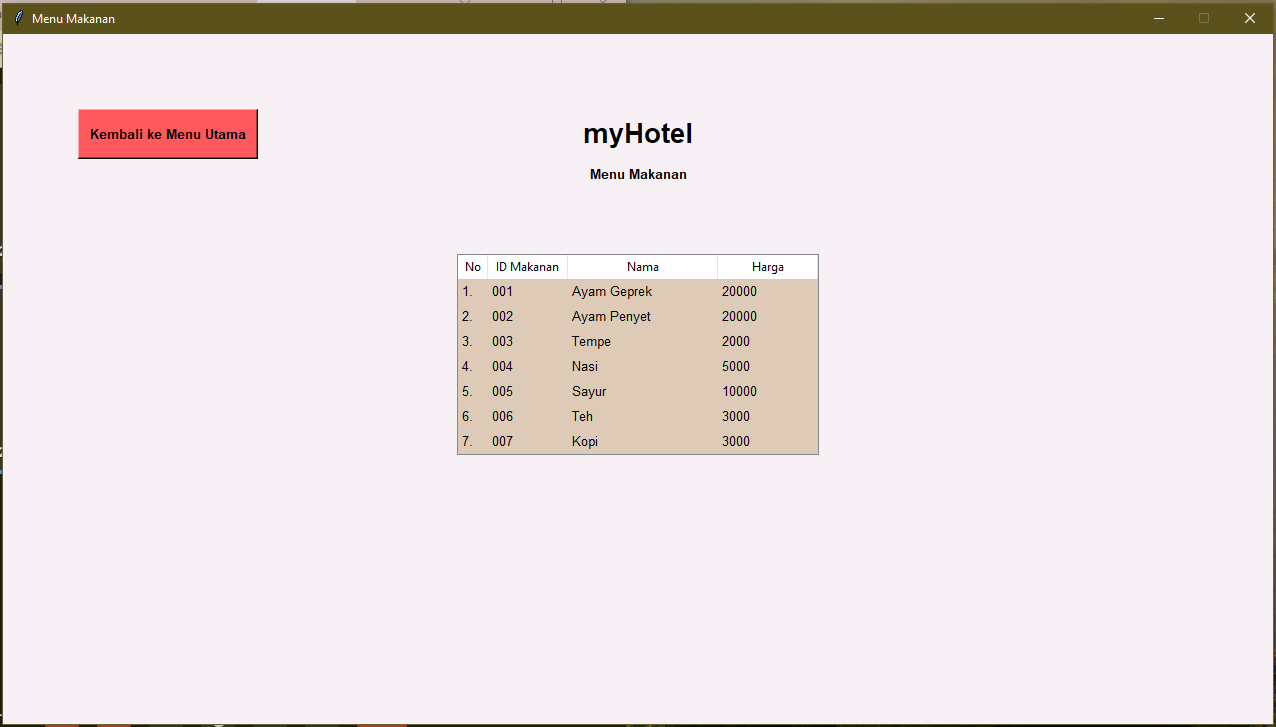 Menu Makanan
Kembali ke Menu Utama
myHotel
Menu Makanan
No ID Makanan Nama Harga
1. 001 Ayam Geprek 20000
2. 002 Ayam Penyet 20000
3. 003 Tempe 2000
4. 004 Nasi 5000
5. 005 Sayur 10000
6. 006 Teh 3000
7. 007 Kopi 3000